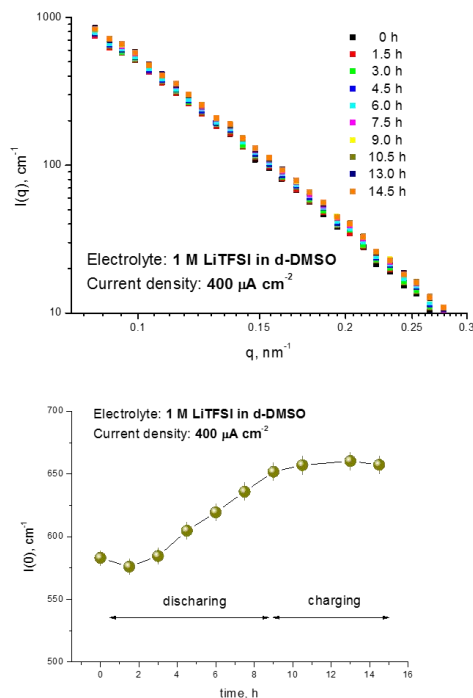 1000
100
10
I(q), cm-1
0 h
1.5 h
3.0 h
4.5 h
6.0 h
7.5 h
9.0 h
10.5 h
13.0 h
14.5 h
Electrolyte: 1 M LiTFSI in d-DMSO
Current density: 400 μA cm-2
0.1 0.15 0.2 0.25 0.3
q, nm-1
700
650
600
550
500
I(0), cm-1
Electrolyte: 1 M LiTFSI in d-DMSO
Current density: 400 μA cm-2
discharing charging
0 2 4 6 8 10 12 14 16
time, h